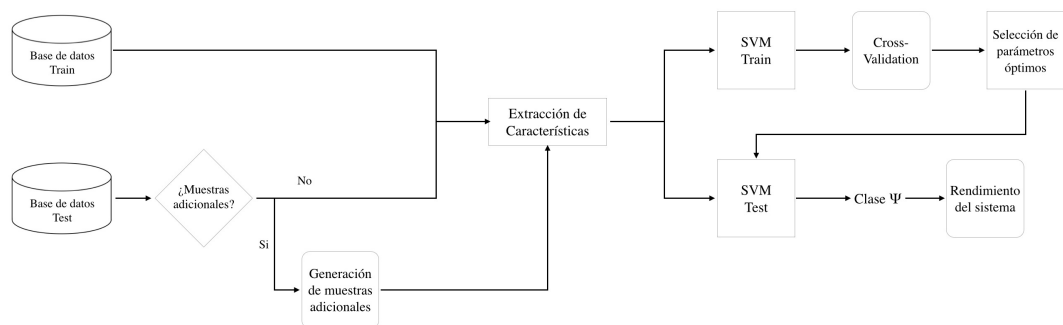 Base de datos
Train
SVM
Train
Cross-
Validation
Selección de
parámetros
óptimos
Extracción de
Características
Base de datos
Test
¿Muestras
adicionales?
No
Si
Generación
de muestras
adicionales
SVM
Test
Clase Ψ
Rendimiento
del sistema